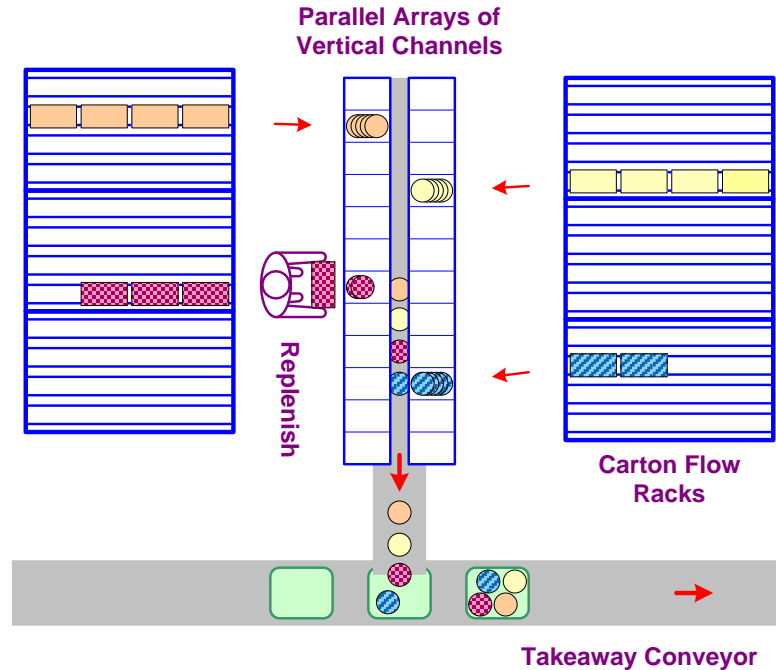 Parallel Arrays of
Vertical Channels
Replenish
Carton Flow
Racks
Takeaway Conveyor